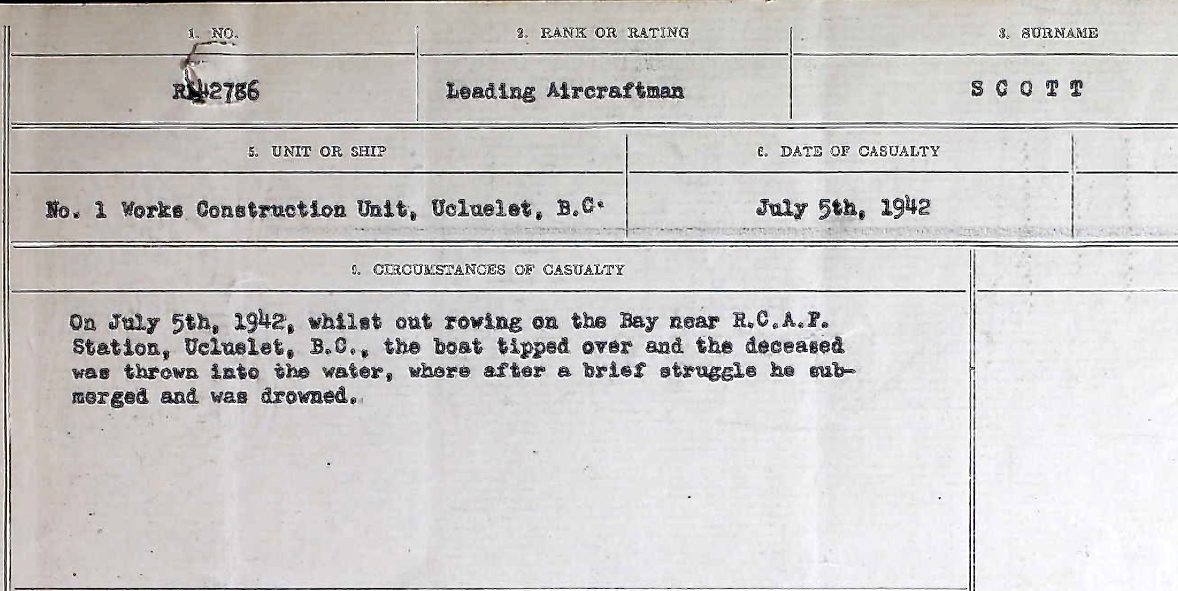 1. NO. 2. RANK OR RATING 3. SURNAME
Leading Aircraftman S C O T T
5. UNIT OR SHIP 6. DATE OF CASUALTY
No. 1 Works Construction Unit, Ucluelet, B.C. July 5th, 1942
9. CIRCUMSTANCES OF CASUALTY
On July 5th, 1942, whilst out rowing on the Bay near R.C.A.F.
Station, Ucluelet, B.C., the boat tipped over and the deceased
was thrown into the water, where after a brief struggle he sub-
merged and was drowned.